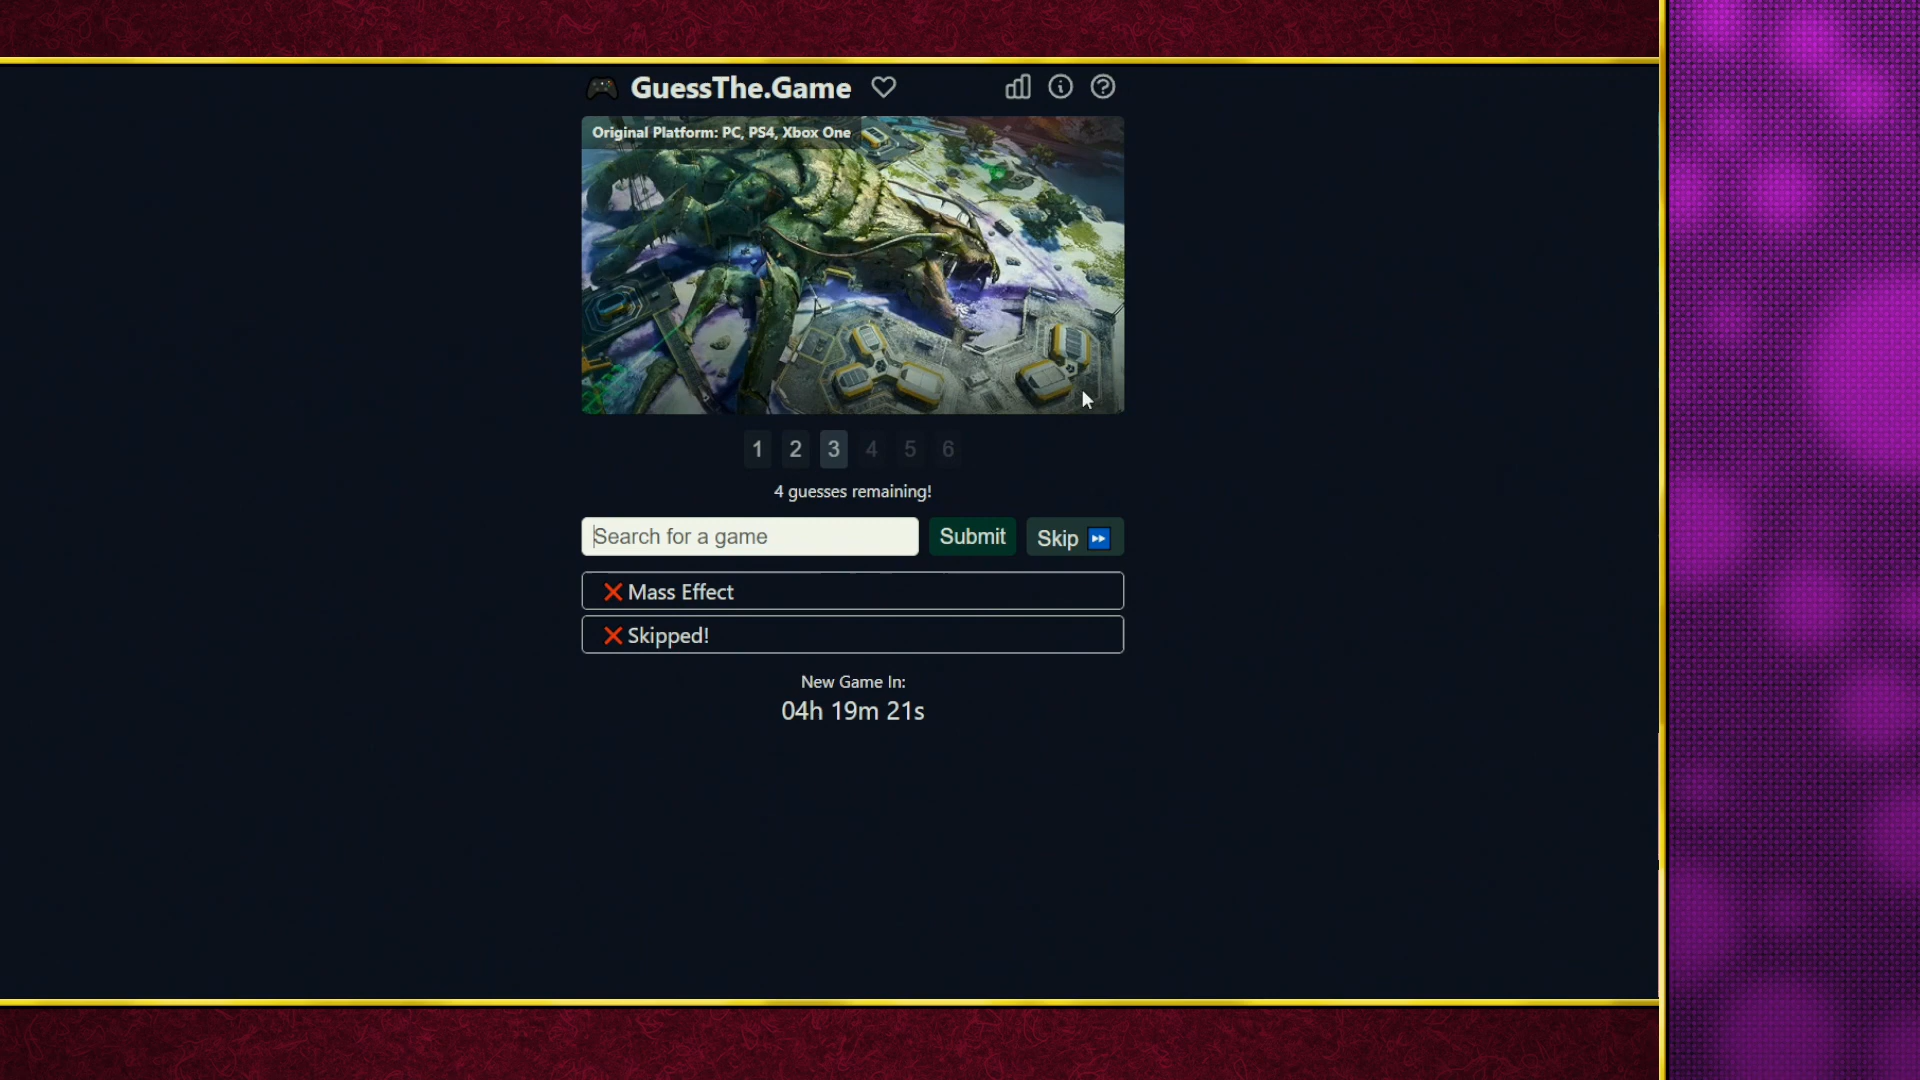 GuessThe.Game
Original Platform: PC, PS4, Xbox One
1 2 3 4 5 6
4 guesses remaining!
Search for a game Submit Skip
Mass Effect
Skipped!
New Game In:
04h 19m 21s